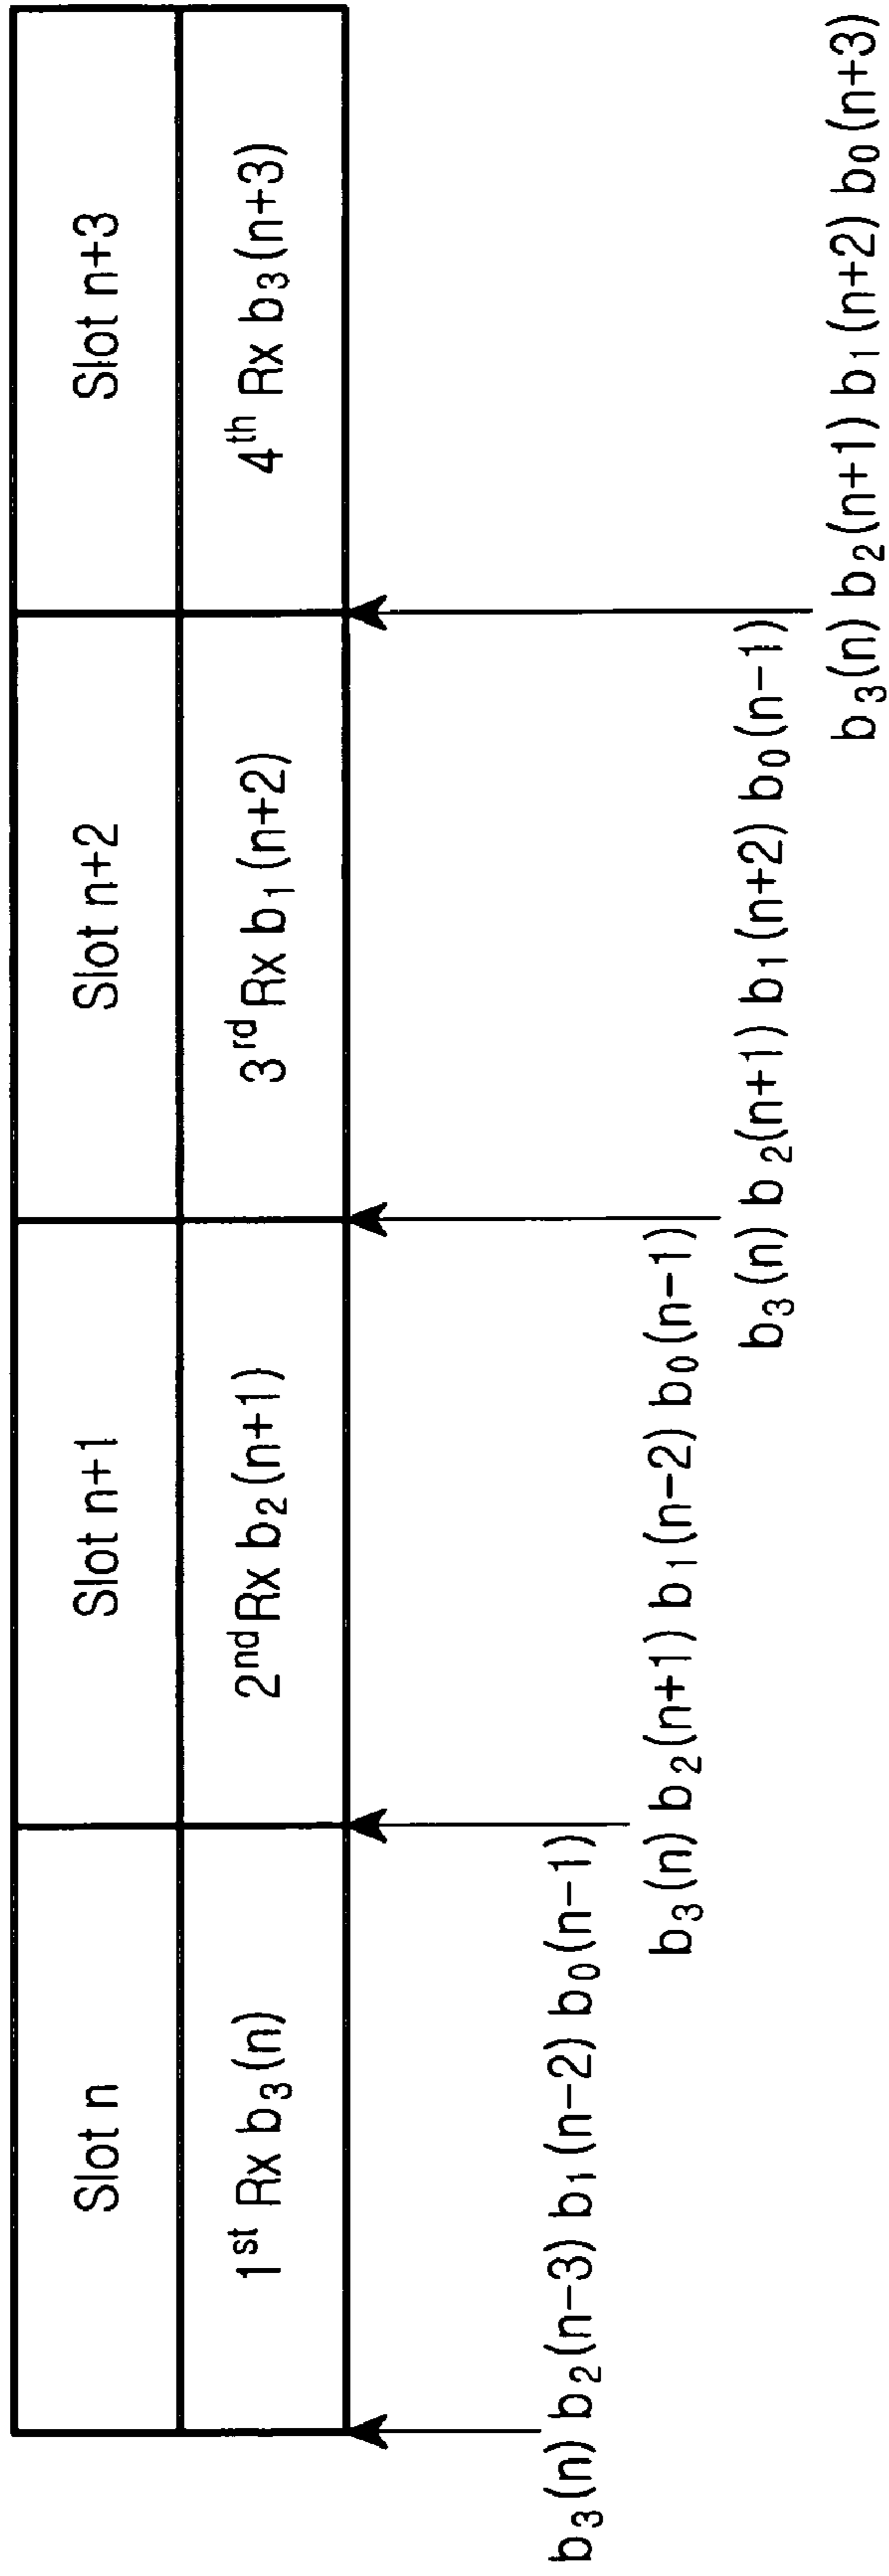 Slot n Slot n+1 Slot n+2 Slot n+3
1st Rx b3(n) 2nd Rx b2(n+1) 3rd Rx b1(n+2) 4th Rx b3(n+3)
b3(n) b2(n-3) b1(n-2) b0(n-1)
b3(n) b2(n+1) b1(n-2) b0(n-1)
b3(n) b2(n+1) b1(n+2) b0(n-1)
b3(n) b2(n+1) b1(n+2) b0(n+3)